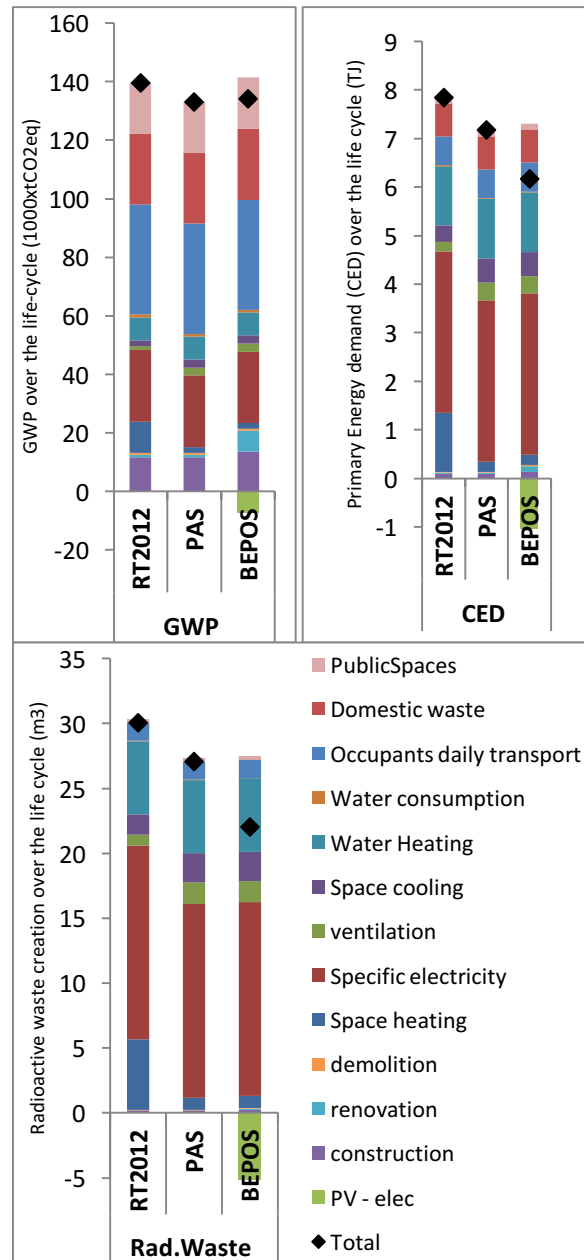 GWP over the life-cycle (1000xtCO2eq)
160
140
120
100
80
60
40
20
0
-20
RT2012
PAS
BEPOS
GWP
Primary Energy demand (CED) over the life cycle (TJ)
9
8
7
6
5
4
3
2
1
0
-1
RT2012
PAS
BEPOS
CED
Radioactive waste creation over the life cycle (m3)
35
30
25
20
15
10
5
0
-5
RT2012
PAS
BEPOS
Rad.Waste
PublicSpaces
Domestic waste
Occupants daily transport
Water consumption
Water Heating
Space cooling
ventilation
Specific electricity
Space heating
demolition
renovation
construction
PV - elec
Total